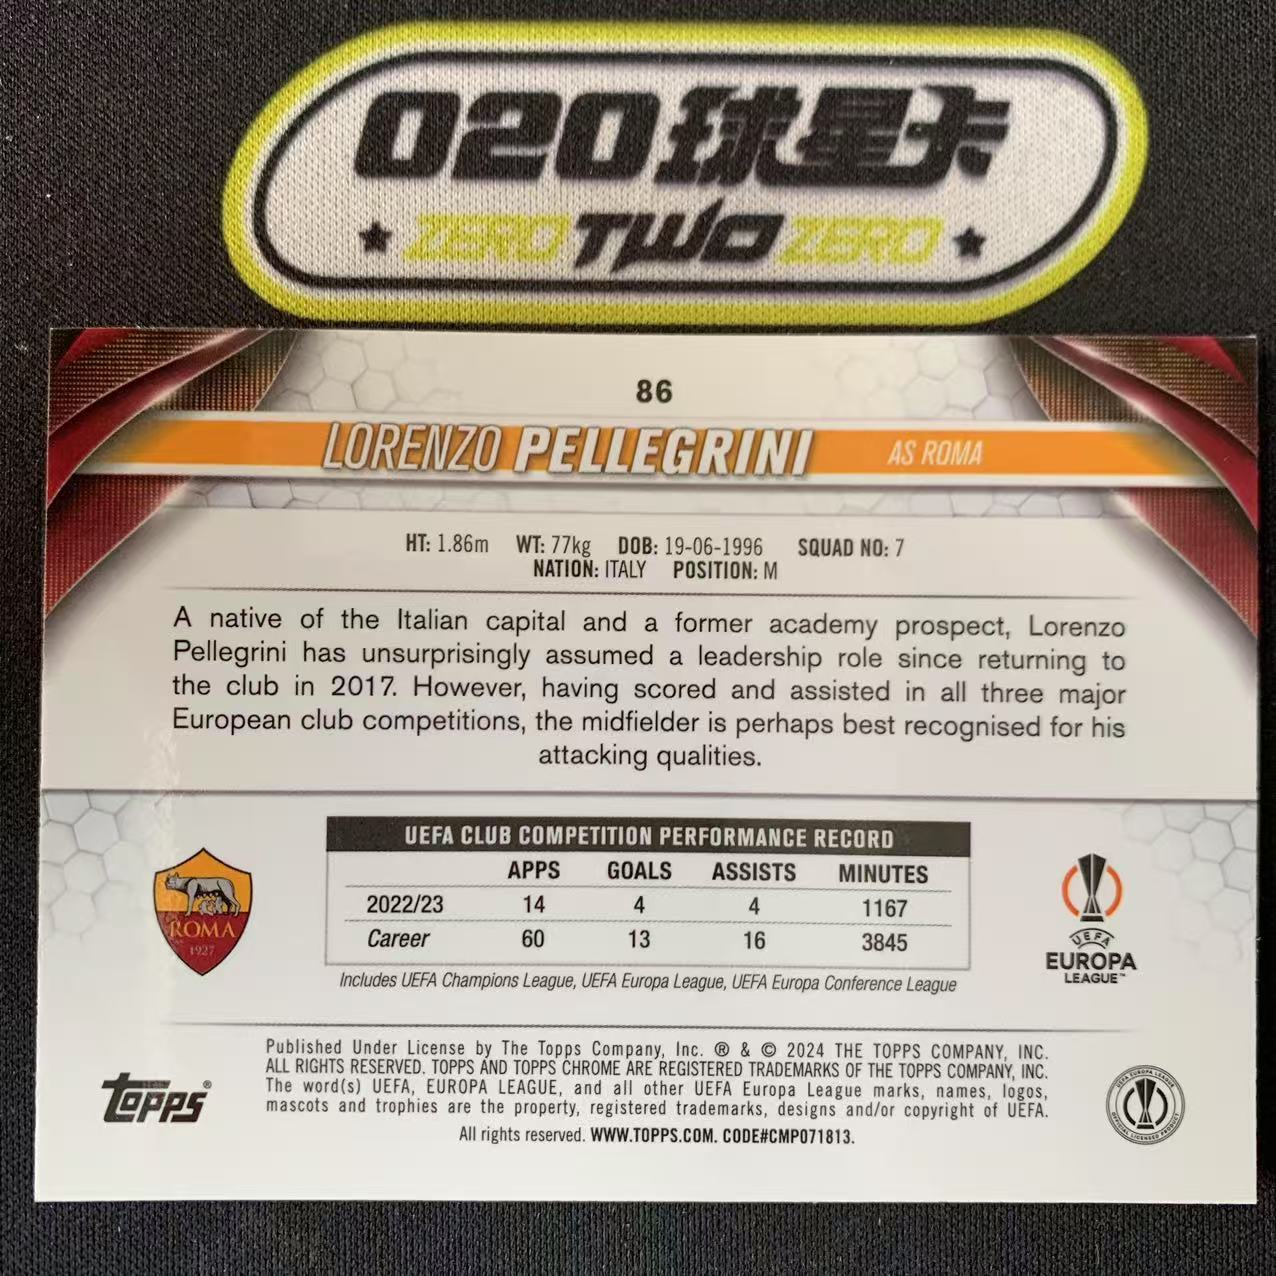 020球星卡
ZERO TWO ZERO
86
LORENZO PELLEGRINI AS ROMA
HT: 1.86m WT: 77kg DOB: 19-06-1996 SQUAD NO: 7
NATION: ITALY POSITION: M
A native of the Italian capital and a former academy prospect, Lorenzo
Pellegrini has unsurprisingly assumed a leadership role since returning to
the club in 2017. However, having scored and assisted in all three major
European club competitions, the midfielder is perhaps best recognised for his
attacking qualities.
UEFA CLUB COMPETITION PERFORMANCE RECORD
APPS GOALS ASSISTS MINUTES
2022/23 14 4 4 1167
Career 60 13 16 3845
Includes UEFA Champions League, UEFA Europa League, UEFA Europa Conference League
ROMA
1927
UEFA
EUROPA
LEAGUE™
Published Under License by The Topps Company, Inc. ® & © 2024 THE TOPPS COMPANY, INC.
ALL RIGHTS RESERVED. TOPPS AND TOPPS CHROME ARE REGISTERED TRADEMARKS OF THE TOPPS COMPANY, INC.
The word(s) UEFA, EUROPA LEAGUE, and all other UEFA Europa League marks, names, logos,
mascots and trophies are the property, registered trademarks, designs and/or copyright of UEFA.
All rights reserved. WWW.TOPPS.COM. CODE#CMP071813.
topps®
UEFA EUROPA LEAGUE
OFFICIAL LICENSED PRODUCT